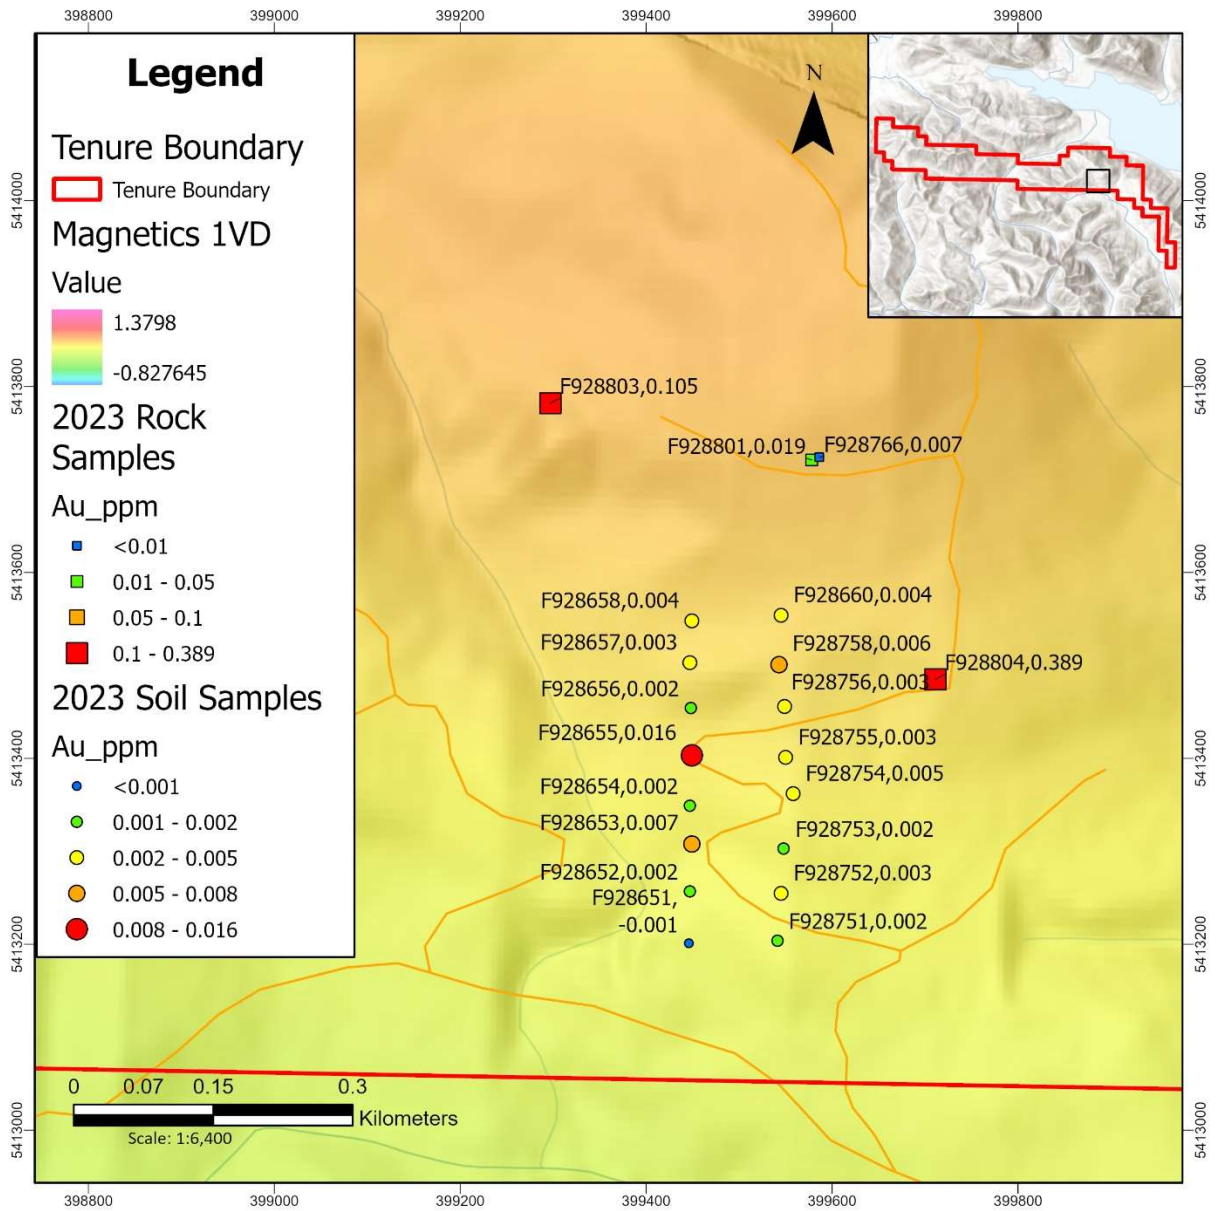 398800
399000
399200
399400
399600
399800
Legend
Tenure Boundary
Tenure Boundary
Magnetics 1VD
Value
1.3798
-0.827645
2023 Rock
Samples
Au_ppm
<0.01
0.01 - 0.05
0.05 - 0.1
0.1 - 0.389
2023 Soil Samples
Au_ppm
<0.001
0.001 - 0.002
0.002 - 0.005
0.005 - 0.008
0.008 - 0.016
N
5414000
5413800
5413600
5413400
5413200
5413000
5414000
5413800
5413600
5413400
5413200
5413000
F928803,0.105
F928801,0.019
F928766,0.007
F928658,0.004
F928660,0.004
F928657,0.003
F928758,0.006
F928804,0.389
F928656,0.002
F928756,0.003
F928655,0.016
F928755,0.003
F928654,0.002
F928754,0.005
F928653,0.007
F928753,0.002
F928652,0.002
F928752,0.003
F928651,
-0.001
F928751,0.002
0 0.07 0.15 0.3
Kilometers
Scale: 1:6,400
398800
399000
399200
399400
399600
399800